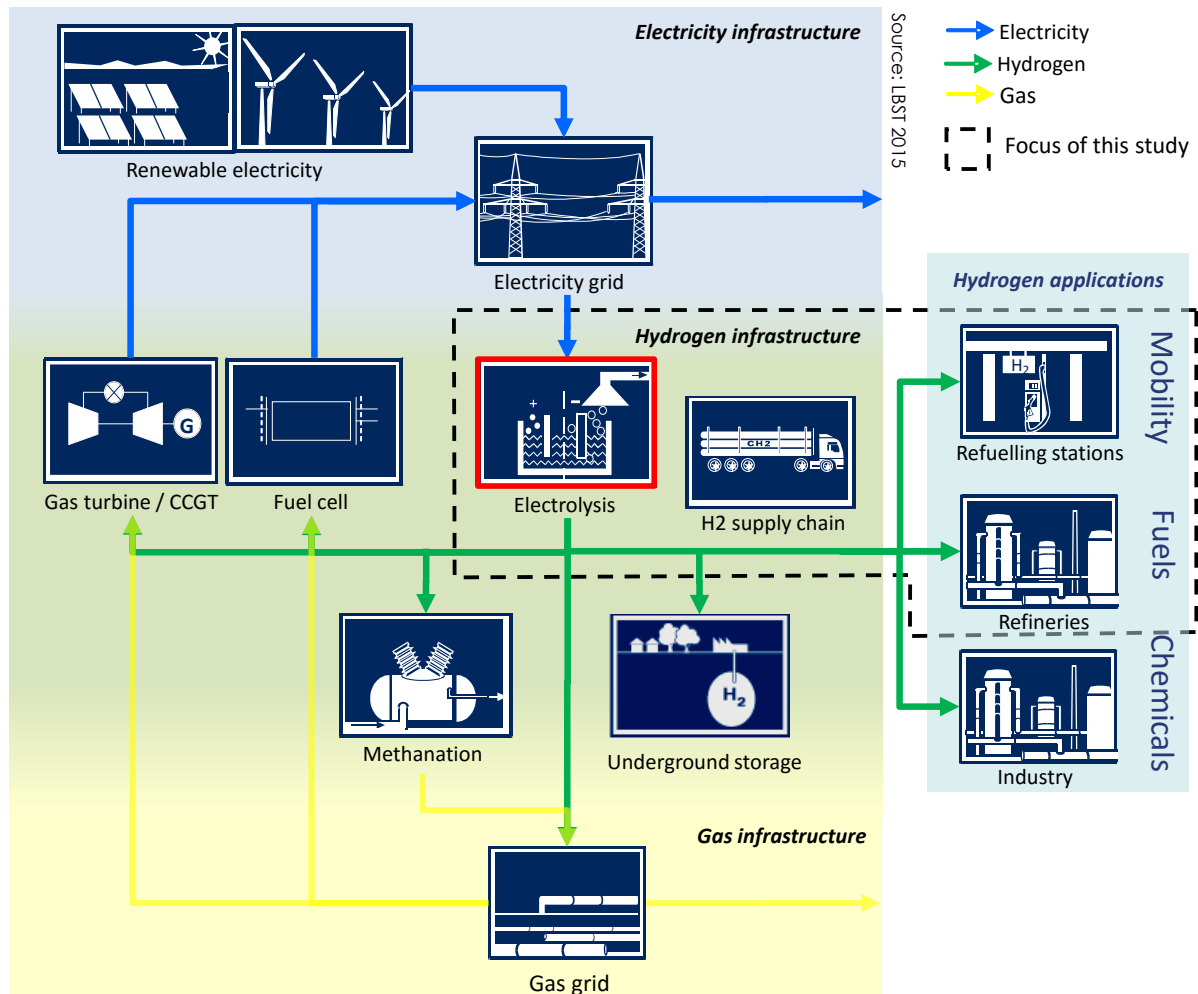 Electricity infrastructure
Source: LBST 2015
Electricity
Hydrogen
Gas
Focus of this study
Renewable electricity
Electricity grid
Hydrogen applications
Hydrogen infrastructure
Mobility
H2
Refuelling stations
G
+
-
CH2
Gas turbine / CCGT
Fuel cell
Electrolysis
H2 supply chain
Fuels
Refineries
H2
Methanation
Underground storage
Chemicals
Industry
Gas infrastructure
Gas grid